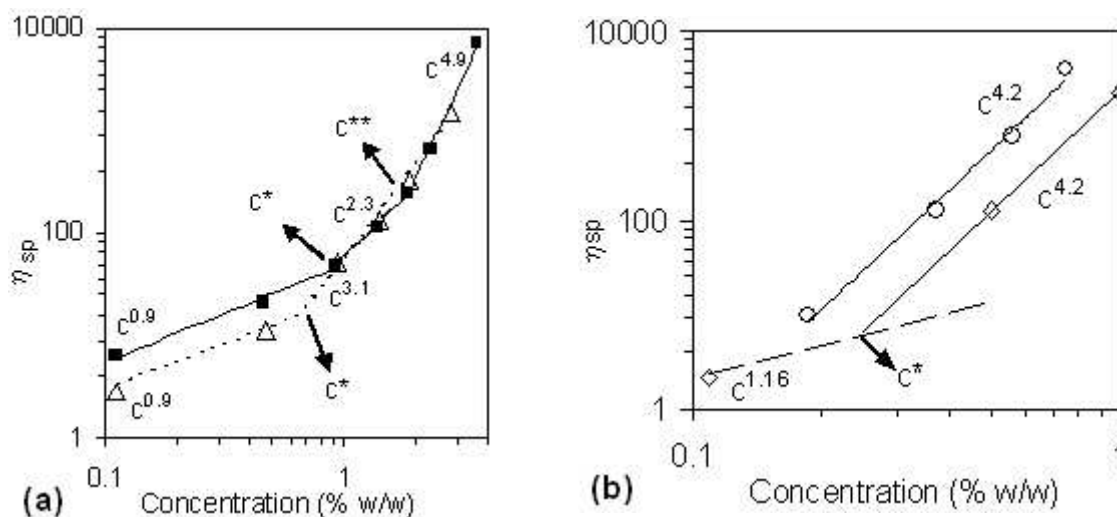 10000
100
1
η sp
0.1
1
C^4.9
C**
C*
C^2.3
C^3.1
C^0.9
C*
C^0.9
(a)
Concentration (% w/w)
10000
100
1
ηsp
0.1
C^4.2
C^4.2
C*
C^1.16
(b)
Concentration (% w/w)